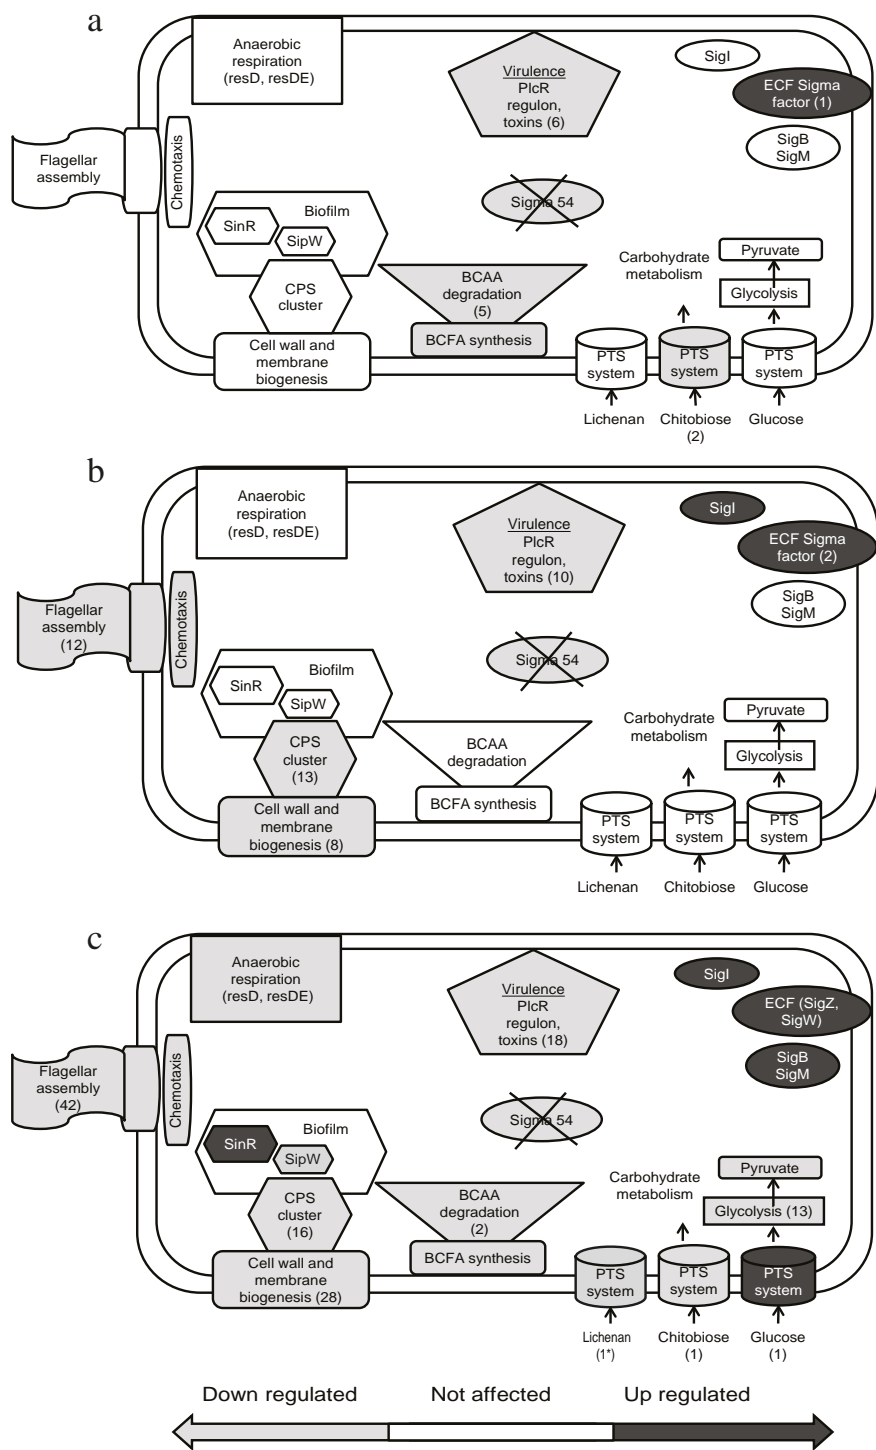 a
Anaerobic
respiration
(resD, resDE)
Virulence
PlcR
regulon,
toxins (6)
SigI
ECF Sigma
factor (1)
SigB
SigM
Flagellar
assembly
Chemotaxis
Biofilm
SinR
SipW
Sigma 54
CPS
cluster
BCAA
degradation
(5)
Carbohydrate
metabolism
Pyruvate
Glycolysis
Cell wall and
membrane
biogenesis
BCFA synthesis
PTS
system
PTS
system
PTS
system
Lichenan
Chitobiose
(2)
Glucose
b
Anaerobic
respiration
(resD, resDE)
Virulence
PlcR
regulon,
toxins (10)
SigI
ECF Sigma
factor (2)
SigB
SigM
Flagellar
assembly
(12)
Chemotaxis
Biofilm
SinR
SipW
Sigma 54
CPS
cluster
(13)
BCAA
degradation
Carbohydrate
metabolism
Pyruvate
Glycolysis
Cell wall and
membrane
biogenesis (8)
BCFA synthesis
PTS
system
PTS
system
PTS
system
Lichenan
Chitobiose
Glucose
c
Anaerobic
respiration
(resD, resDE)
Virulence
PlcR
regulon,
toxins (18)
SigI
ECF (SigZ,
SigW)
SigB
SigM
Flagellar
assembly
(42)
Chemotaxis
Biofilm
SinR
SipW
Sigma 54
CPS
cluster
(16)
BCAA
degradation
(2)
Carbohydrate
metabolism
Pyruvate
Glycolysis (13)
Cell wall and
membrane
biogenesis (28)
BCFA synthesis
PTS
system
PTS
system
PTS
system
Lichenan
(1*)
Chitobiose
(1)
Glucose
(1)
Down regulated
Not affected
Up regulated